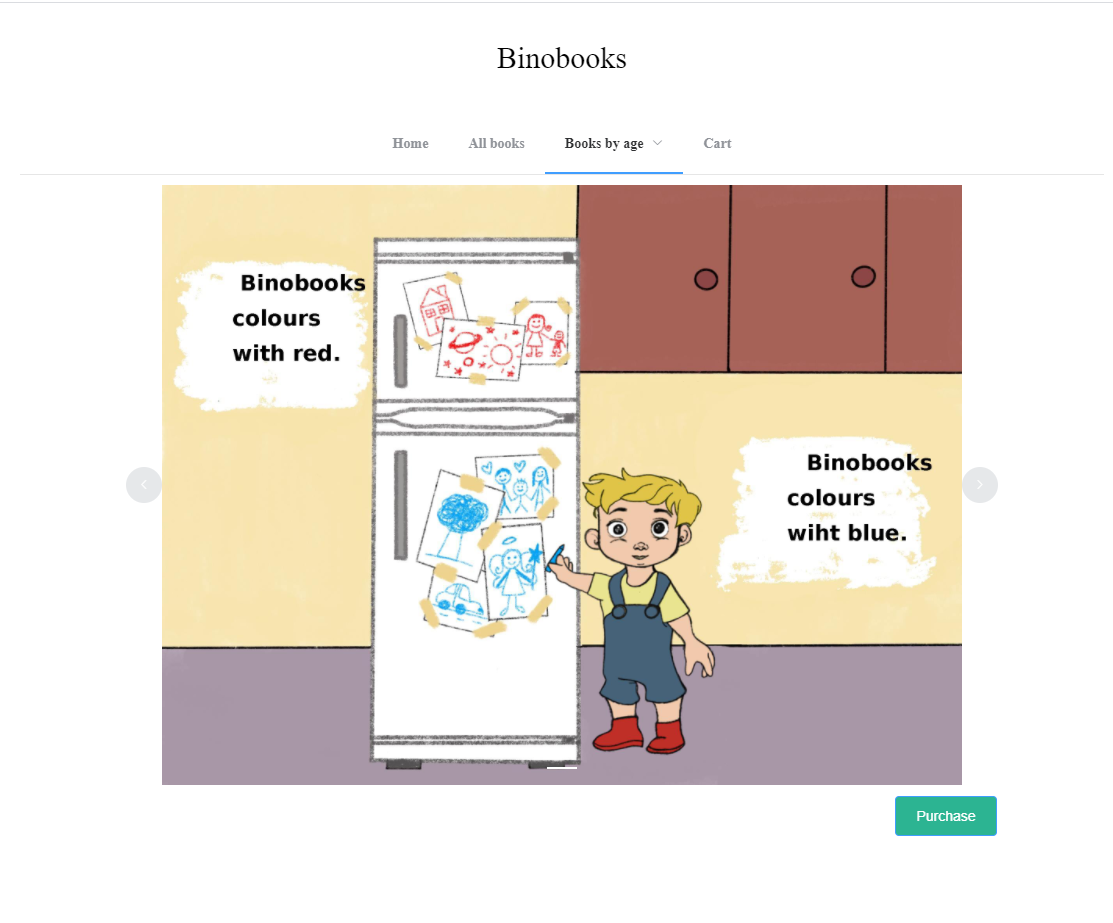 Binobooks
Home All books Books by age Cart
Binobooks
colours
with red.
Binobooks
colours
wiht blue.
Purchase